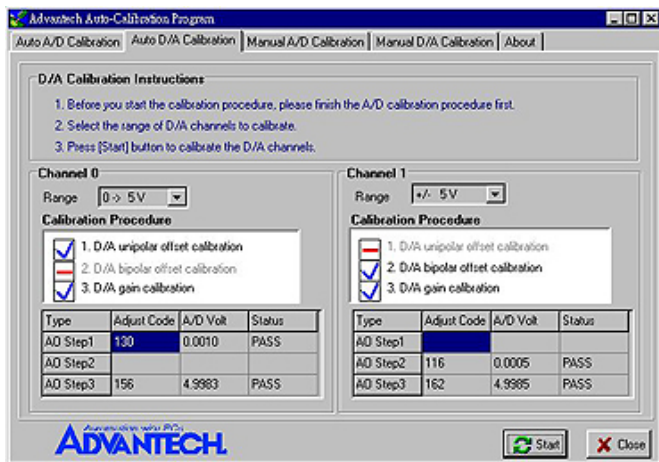 Advantech Auto-Calibration Program
Auto A/D Calibration Auto D/A Calibration Manual A/D Calibration Manual D/A Calibration About
D/A Calibration Instructions
1. Before you start the calibration procedure, please finish the A/D calibration procedure first.
2. Select the range of D/A channels to calibrate.
3. Press [Start] button to calibrate the D/A channels.
Channel 0
Range 0 -> 5 V
Calibration Procedure
1. D/A unipolar offset calibration
2. D/A bipolar offset calibration
3. D/A gain calibration
Type Adjust Code A/D Volt Status
AO Step1 130 0.0010 PASS
AO Step2
AO Step3 156 4.9983 PASS
Channel 1
Range +/- 5 V
Calibration Procedure
1. D/A unipolar offset calibration
2. D/A bipolar offset calibration
3. D/A gain calibration
Type Adjust Code A/D Volt Status
AO Step1
AO Step2 116 0.0005 PASS
AO Step3 162 4.9985 PASS
with PCs
ADVANTECH.
Start Close